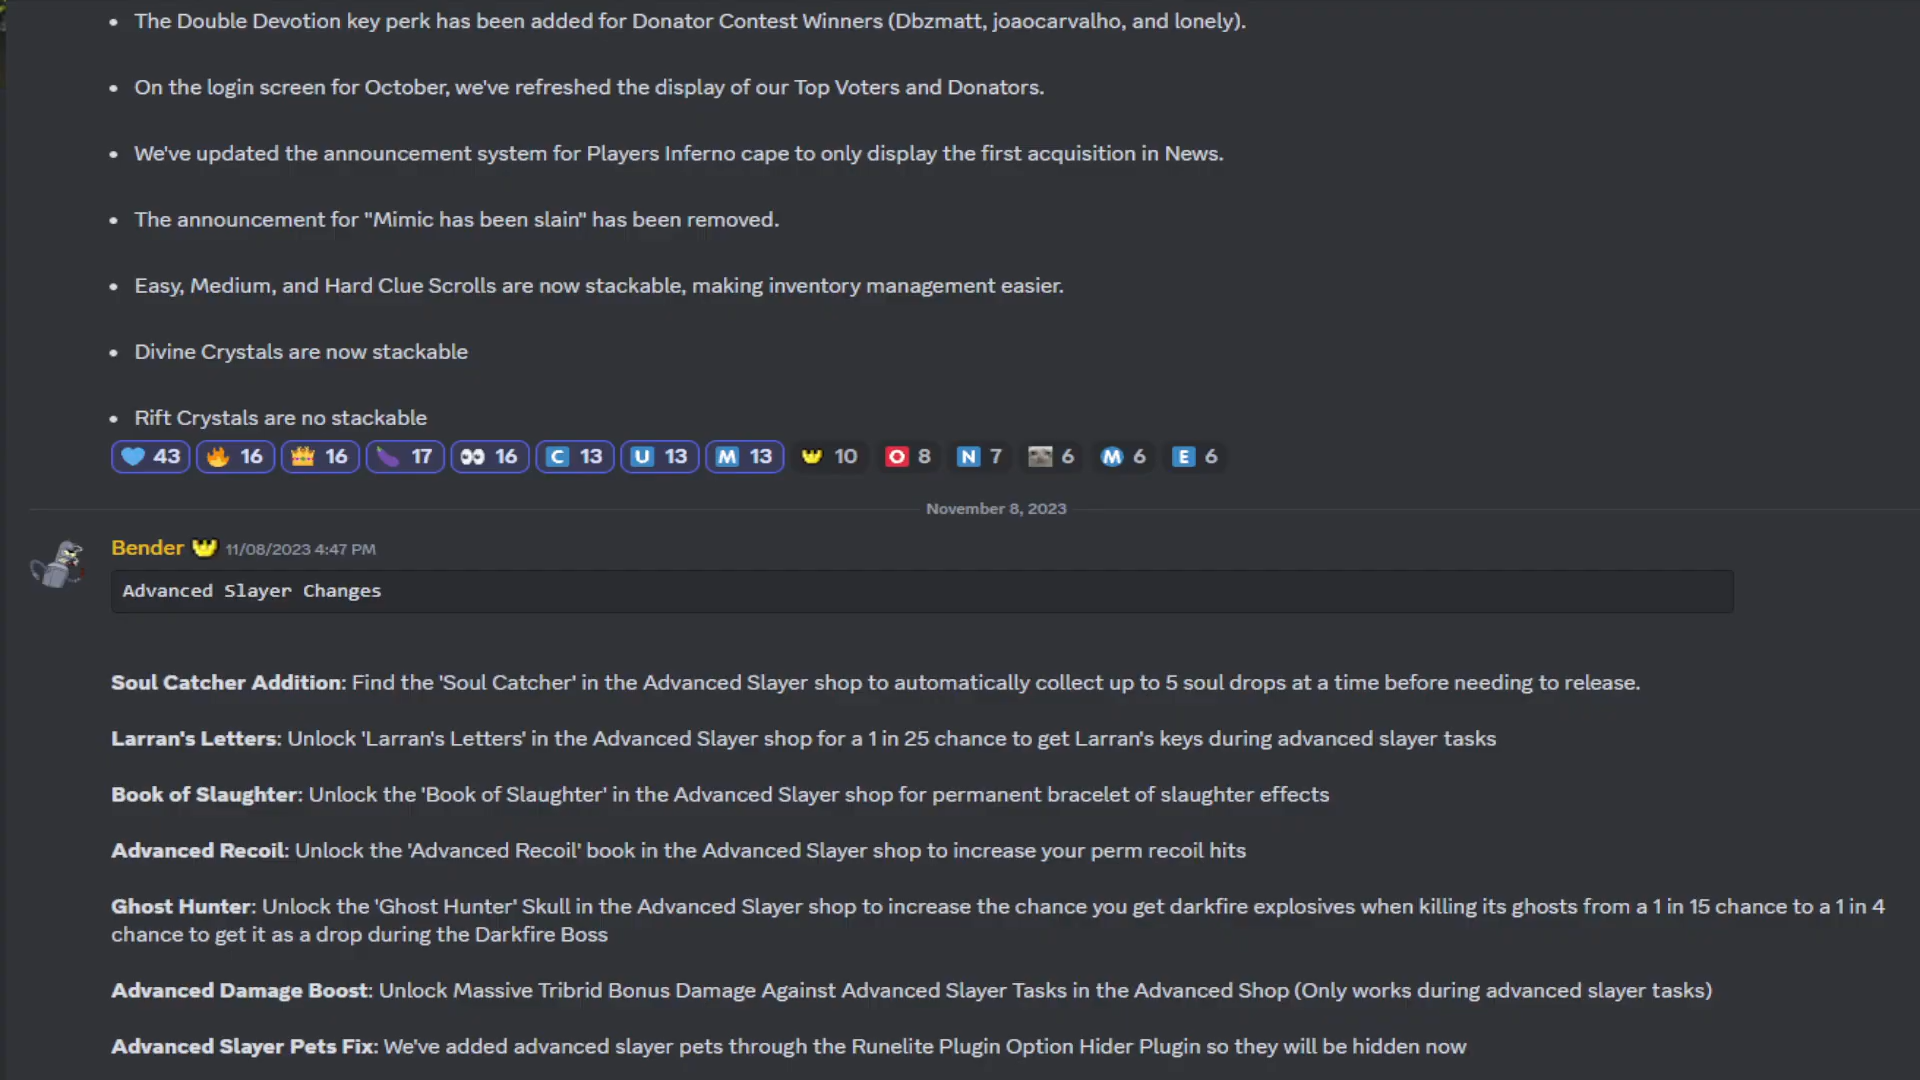 • The Double Devotion key perk has been added for Donator Contest Winners (Dbzmatt, joaocarvalho, and lonely).
• On the login screen for October, we've refreshed the display of our Top Voters and Donators.
• We've updated the announcement system for Players Inferno cape to only display the first acquisition in News.
• The announcement for "Mimic has been slain" has been removed.
• Easy, Medium, and Hard Clue Scrolls are now stackable, making inventory management easier.
• Divine Crystals are now stackable
• Rift Crystals are no stackable
43 16 16 17 16 C 13 U 13 M 13 10 O 8 N 7 6 M 6 E 6
November 8, 2023
Bender 11/08/2023 4:47 PM
Advanced Slayer Changes
Soul Catcher Addition: Find the 'Soul Catcher' in the Advanced Slayer shop to automatically collect up to 5 soul drops at a time before needing to release.
Larran's Letters: Unlock 'Larran's Letters' in the Advanced Slayer shop for a 1 in 25 chance to get Larran's keys during advanced slayer tasks
Book of Slaughter: Unlock the 'Book of Slaughter' in the Advanced Slayer shop for permanent bracelet of slaughter effects
Advanced Recoil: Unlock the 'Advanced Recoil' book in the Advanced Slayer shop to increase your perm recoil hits
Ghost Hunter: Unlock the 'Ghost Hunter' Skull in the Advanced Slayer shop to increase the chance you get darkfire explosives when killing its ghosts from a 1 in 15 chance to a 1 in 4
chance to get it as a drop during the Darkfire Boss
Advanced Damage Boost: Unlock Massive Tribrid Bonus Damage Against Advanced Slayer Tasks in the Advanced Shop (Only works during advanced slayer tasks)
Advanced Slayer Pets Fix: We've added advanced slayer pets through the Runelite Plugin Option Hider Plugin so they will be hidden now